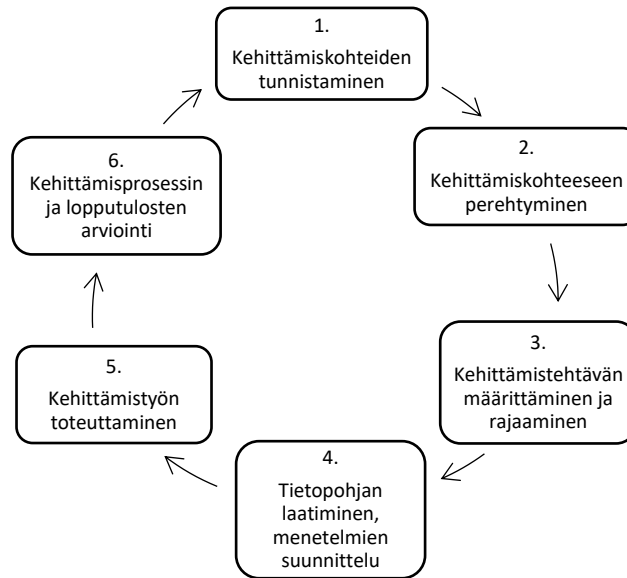 1.
Kehittämiskohteiden
tunnistaminen
2.
Kehittämiskohteeseen
perehtyminen
3.
Kehittämistehtävän
määrittäminen ja
rajaaminen
4.
Tietopohjan
laatiminen,
menetelmien
suunnittelu
5.
Kehittämistyön
toteuttaminen
6.
Kehittämisprosessin
ja lopputulosten
arviointi